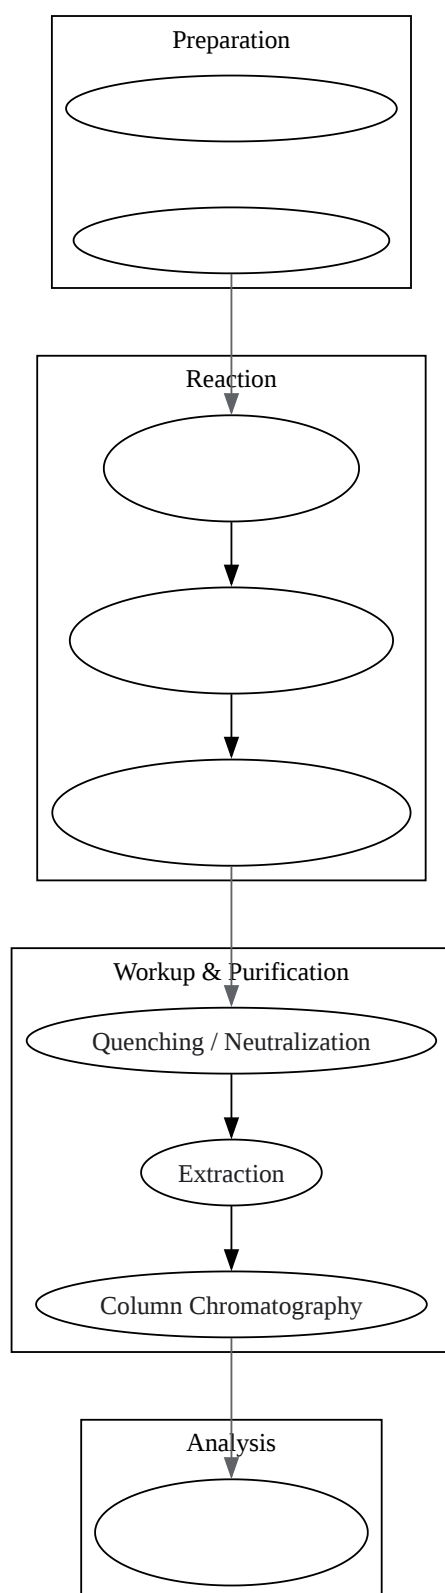 Preparation
Reaction
Workup & Purification
Quenching / Neutralization
Extraction
Column Chromatography
Analysis